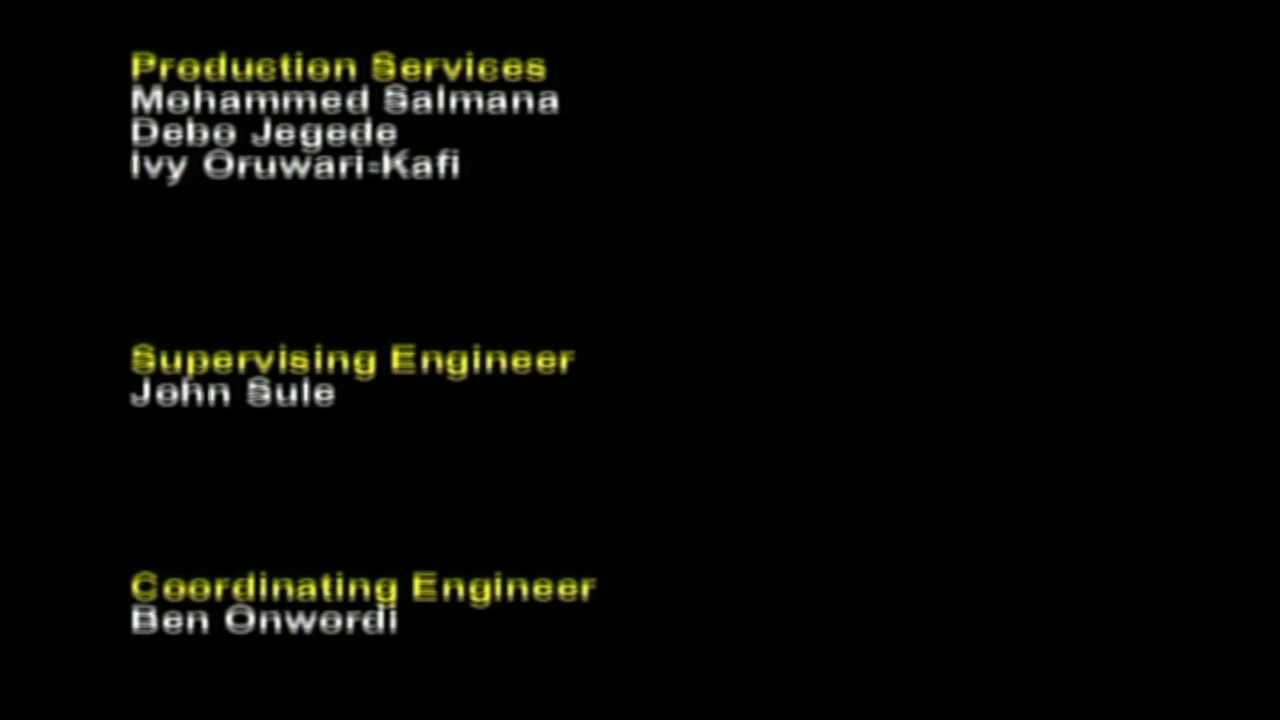 Production Services
Mohammed Salmana
Debo Jegede
Ivy Oruwari-Kafi
Supervising Engineer
John Sule
Coordinating Engineer
Ben Onwordi